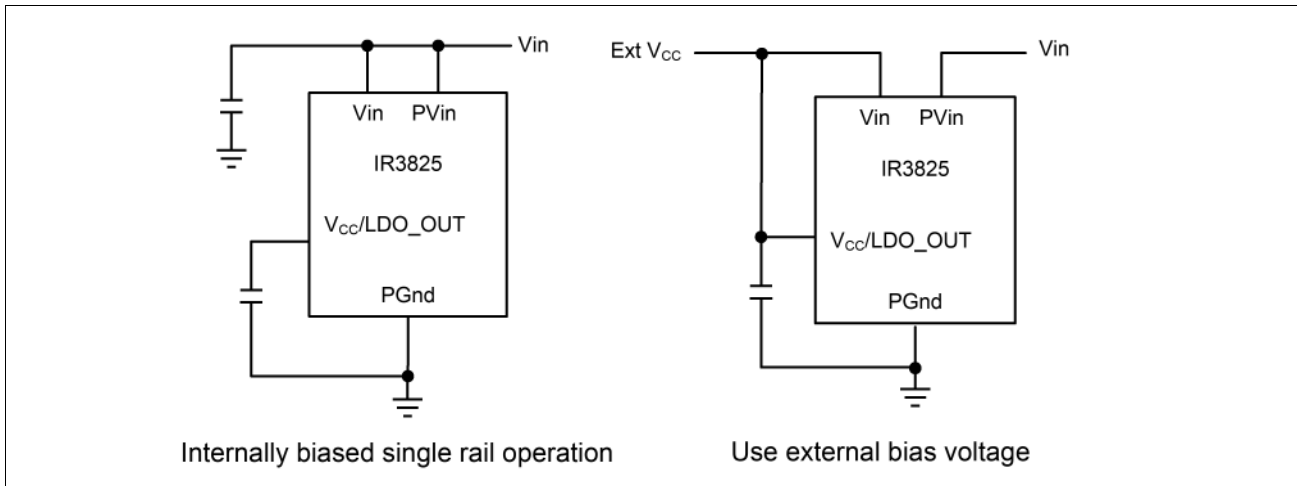 Vin
Vin PVin
IR3825
VCC/LDO_OUT
PGnd
Internally biased single rail operation
Ext VCC
Vin
Vin PVin
IR3825
VCC/LDO_OUT
PGnd
Use external bias voltage